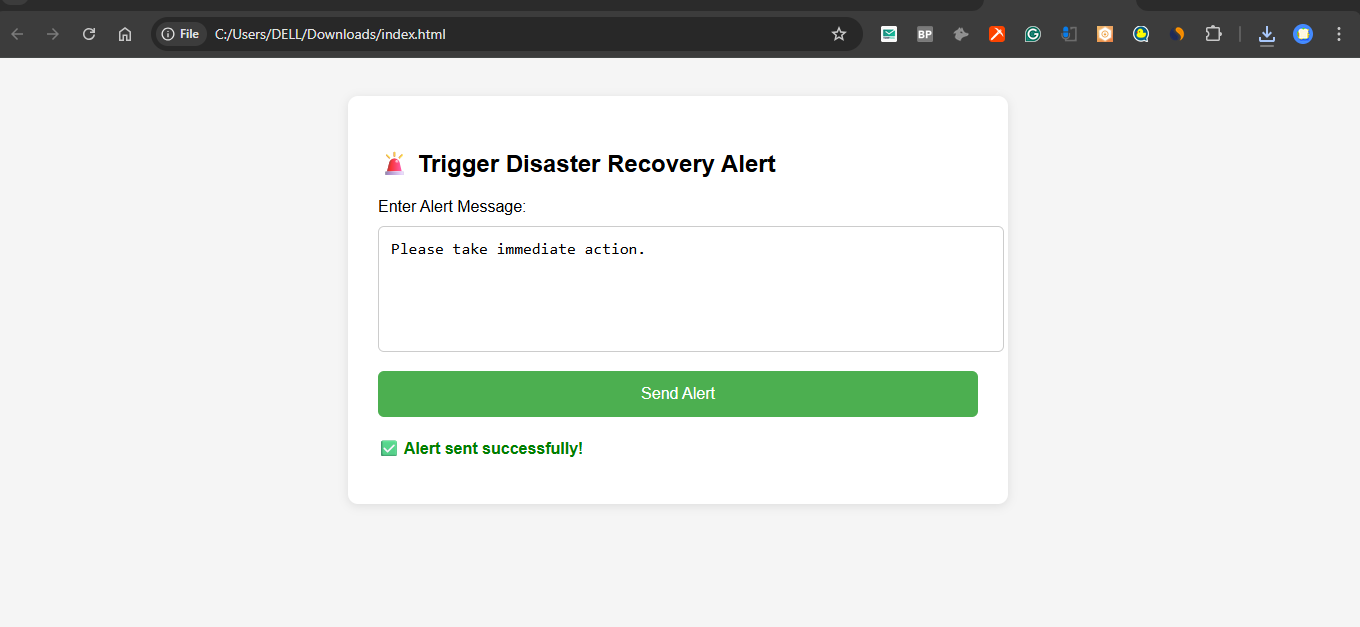 File C:/Users/DELL/Downloads/index.html
BP
Trigger Disaster Recovery Alert
Enter Alert Message:
Please take immediate action.
Send Alert
Alert sent successfully!